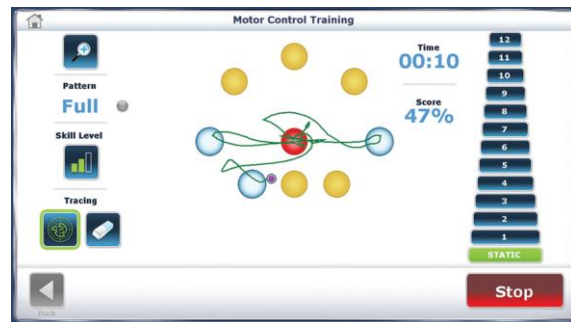 Motor Control Training
Pattern
Full
Skill Level
Tracing
Time
00:10
Score
47%
12
11
10
9
8
7
6
5
4
3
2
1
STATIC
Back
Stop